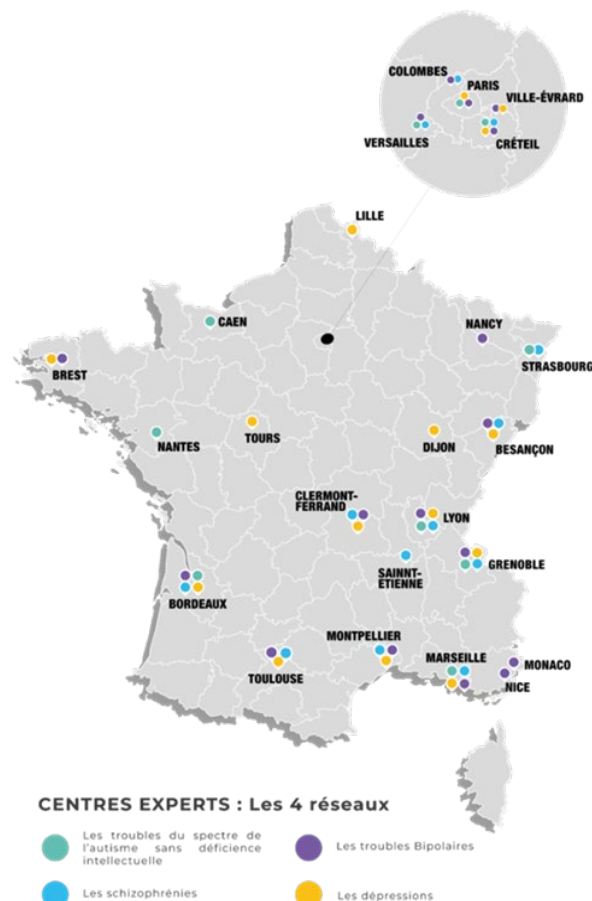 COLOMBES
PARIS
VILLE-ÉVRARD
VERSAILLES
CRÉTEIL
LILLE
CAEN
NANCY
STRASBOURG
BREST
NANTES
TOURS
DIJON
BESANÇON
CLERMONT-
FERRAND
LYON
SAINNT-
ETIENNE
GRENOBLE
BORDEAUX
MONTPELLIER
TOULOUSE
MARSEILLE
MONACO
NICE
CENTRES EXPERTS : Les 4 réseaux
Les troubles du spectre de
l'autisme sans déficience
intellectuelle
Les troubles Bipolaires
Les schizophrénies
Les dépressions